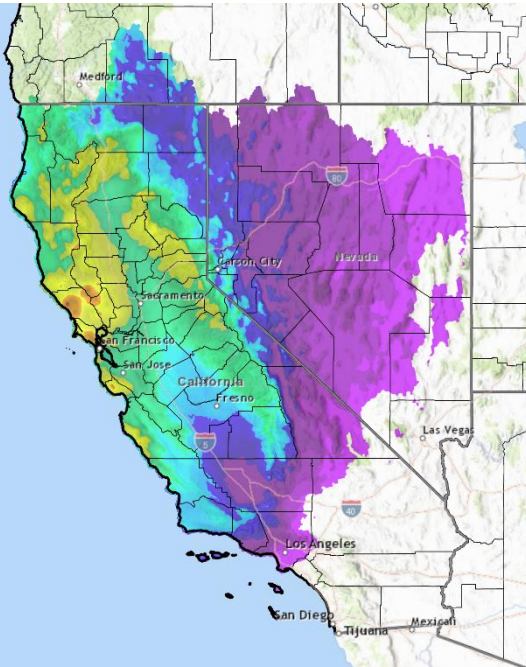 Medford
80
Carson City
Nevada
Sacramento
San Francisco
San Jose
California
Fresno
5
Las Vegas
40
Los Angeles
San Diego
Tijuana
Mexicali